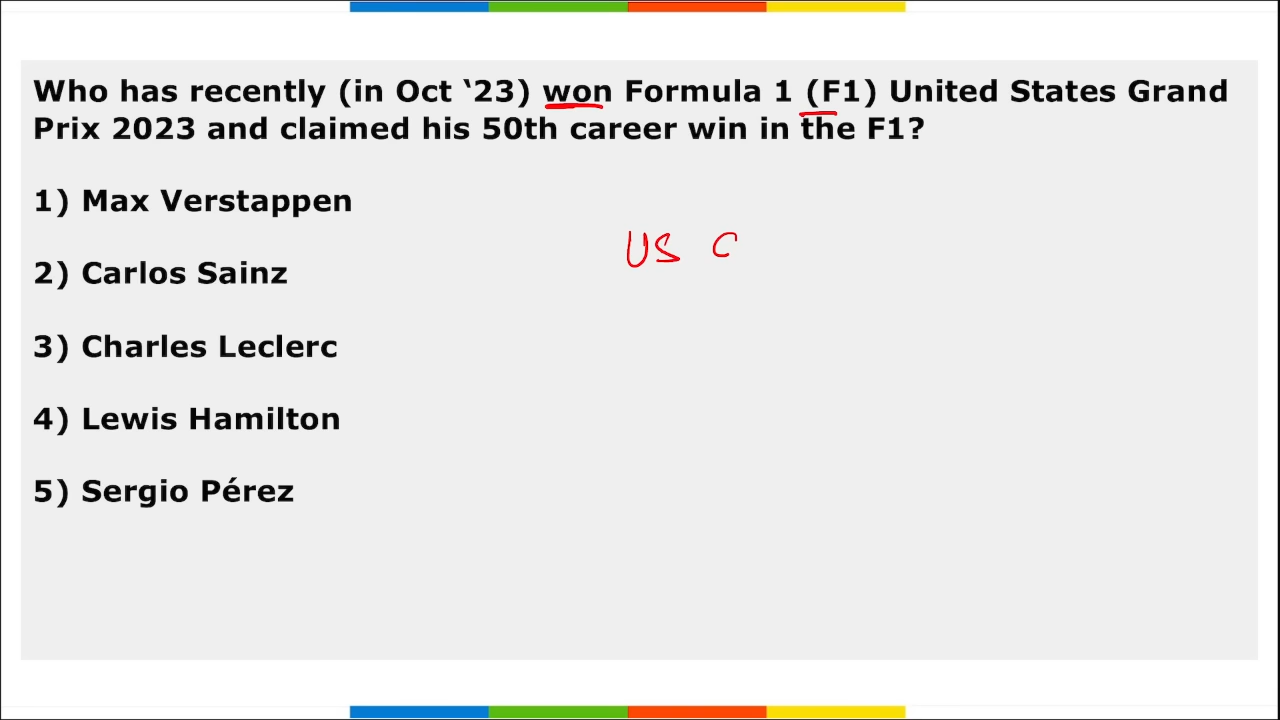 Who has recently (in Oct ‘23) won Formula 1 (F1) United States Grand
Prix 2023 and claimed his 50th career win in the F1?
1) Max Verstappen
US C
2) Carlos Sainz
3) Charles Leclerc
4) Lewis Hamilton
5) Sergio Pérez